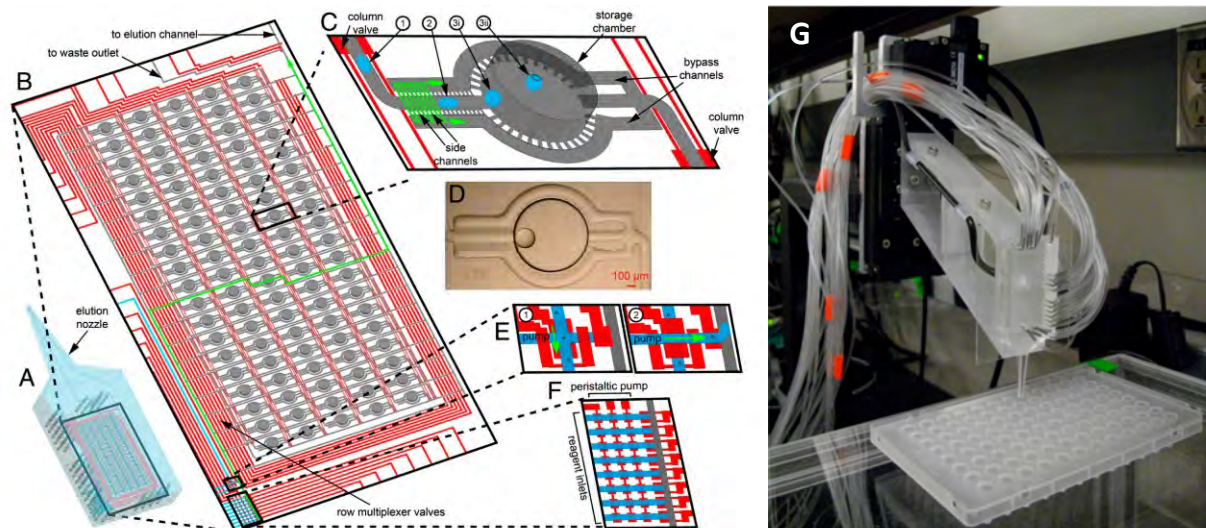 A
elution
nozzle
B
to elution channel
to waste outlet
row multiplexer valves
C
column
valve
1
2
3i
3ii
storage
chamber
bypass
channels
side
channels
column
valve
D
100 µm
E
1
pump
2
pump
F
peristaltic pump
reagent inlets
G